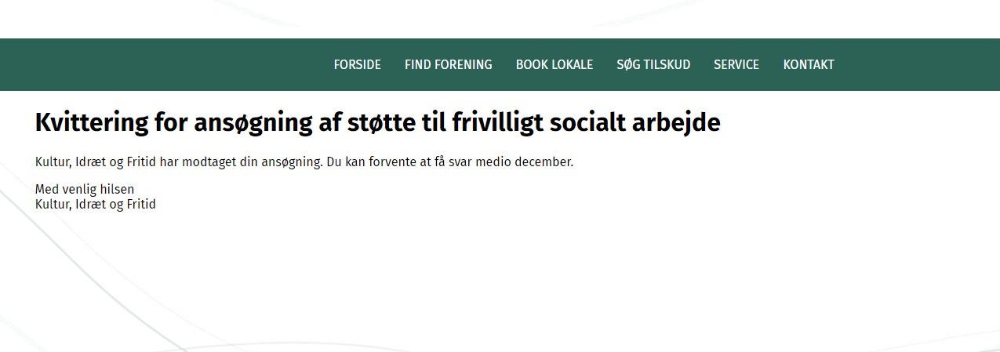 FORSIDE FIND FORENING BOOK LOKALE SØG TILSKUD SERVICE KONTAKT
Kvittering for ansøgning af støtte til frivilligt socialt arbejde
Kultur, Idræt og Fritid har modtaget din ansøgning. Du kan forvente at få svar medio december.
Med venlig hilsen
Kultur, Idræt og Fritid